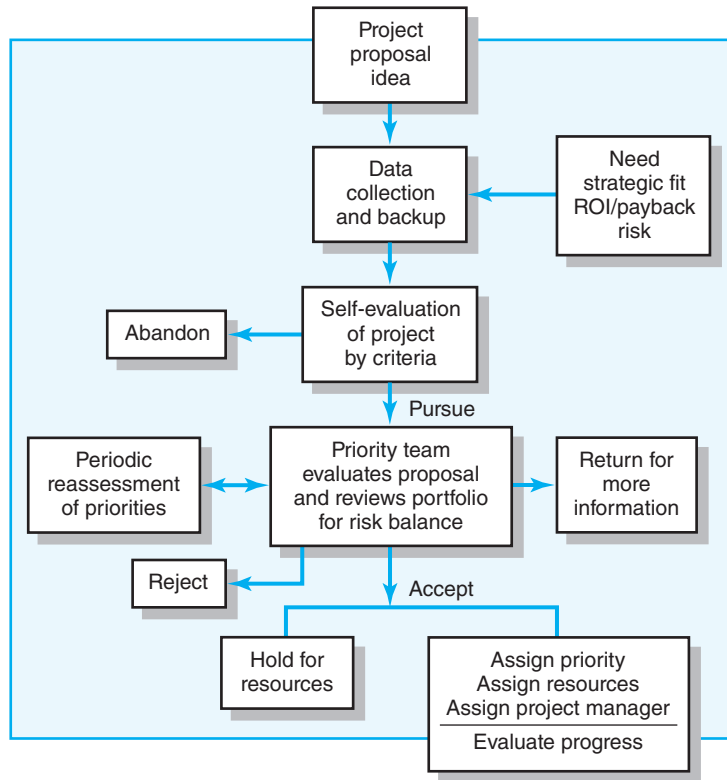 Project
proposal
idea
Data
collection
and backup
Need
strategic fit
ROI/payback
risk
Self-evaluation
of project
by criteria
Abandon
Pursue
Periodic
reassessment
of priorities
Priority team
evaluates proposal
and reviews portfolio
for risk balance
Return for
more
information
Reject
Accept
Hold for
resources
Assign priority
Assign resources
Assign project manager
Evaluate progress